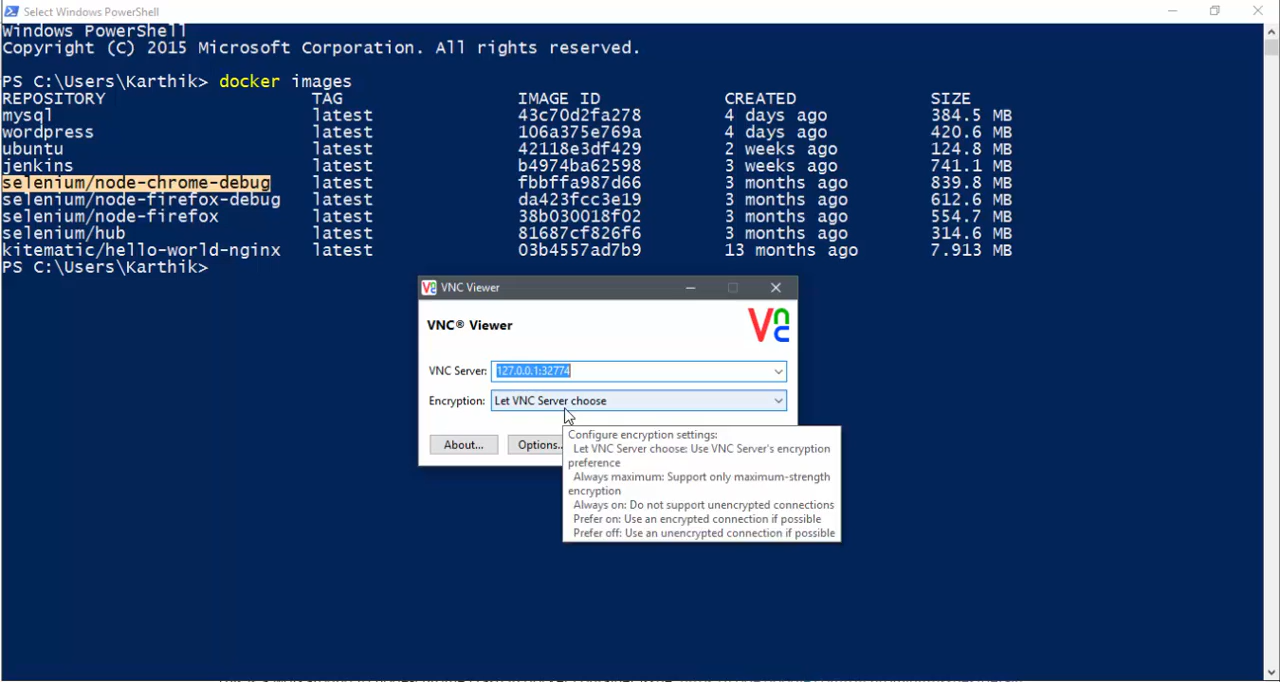 Select Windows PowerShell
Windows PowerShell
Copyright (C) 2015 Microsoft Corporation. All rights reserved.
PS C:\Users\Karthik> docker images
REPOSITORY TAG IMAGE ID CREATED SIZE
mysql latest 43c70d2fa278 4 days ago 384.5 MB
wordpress latest 106a375e769a 4 days ago 420.6 MB
ubuntu latest 42118e3df429 2 weeks ago 124.8 MB
jenkins latest b4974ba62598 3 weeks ago 741.1 MB
selenium/node-chrome-debug latest fbbffa987d66 3 months ago 839.8 MB
selenium/node-firefox-debug latest da423fcc3e19 3 months ago 612.6 MB
selenium/node-firefox latest 38b030018f02 3 months ago 554.7 MB
selenium/hub latest 81687cf826f6 3 months ago 314.6 MB
kitematic/hello-world-nginx latest 03b4557ad7b9 13 months ago 7.913 MB
PS C:\Users\Karthik>
VNC Viewer
VNC® Viewer
VNC
VNC Server: 127.0.0.1:32774
Encryption: Let VNC Server choose
About... Options..
Configure encryption settings:
Let VNC Server choose: Use VNC Server's encryption
preference
Always maximum: Support only maximum-strength
encryption
Always on: Do not support unencrypted connections
Prefer on: Use an encrypted connection if possible
Prefer off: Use an unencrypted connection if possible